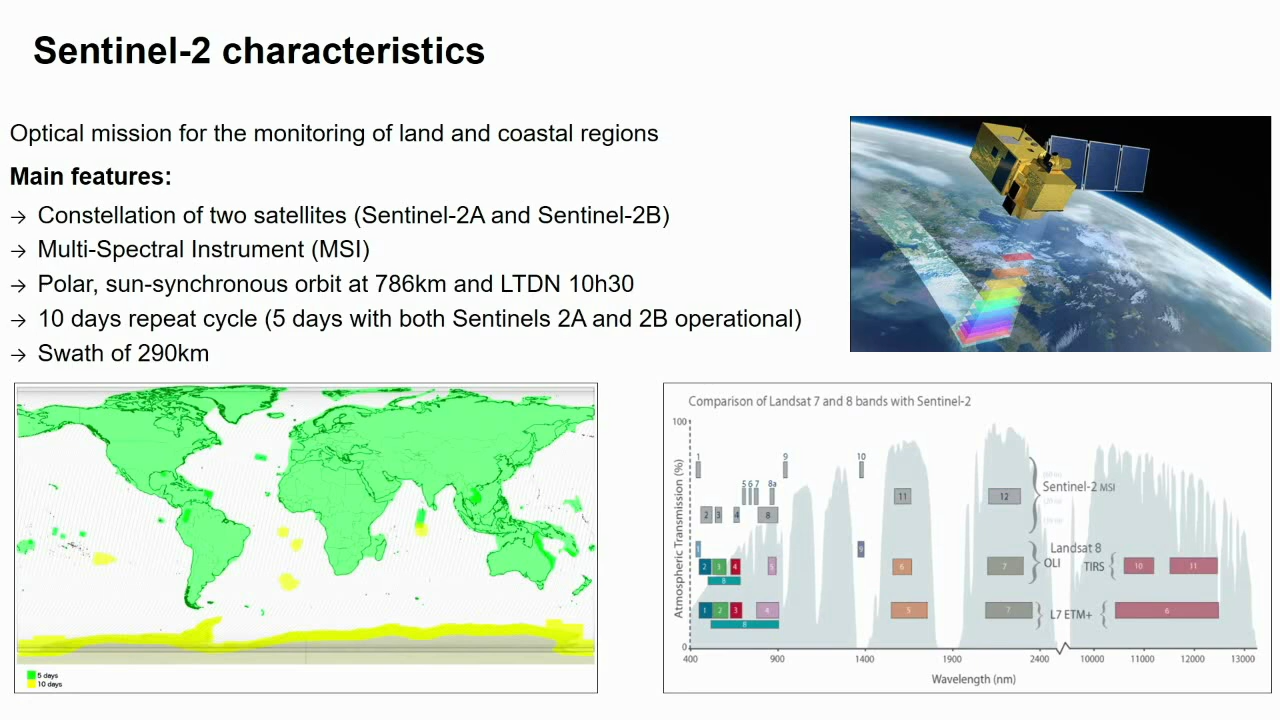 Sentinel-2 characteristics
Optical mission for the monitoring of land and coastal regions
Main features:
→ Constellation of two satellites (Sentinel-2A and Sentinel-2B)
→ Multi-Spectral Instrument (MSI)
→ Polar, sun-synchronous orbit at 786km and LTDN 10h30
→ 10 days repeat cycle (5 days with both Sentinels 2A and 2B operational)
→ Swath of 290km
5 days
10 days
Comparison of Landsat 7 and 8 bands with Sentinel-2
Atmospheric Transmission (%)
100
0
1 9 10
5 6 7 8a
11 12
Sentinel-2 MSI
2 3 4 8
1 9
Landsat 8
OLI
TIRS
2 3 4 5 6 7 10 11
8
L7 ETM+
1 2 3 4 5 7 6
8
400 900 1400 1900 2400 10000 11000 12000 13000
Wavelength (nm)